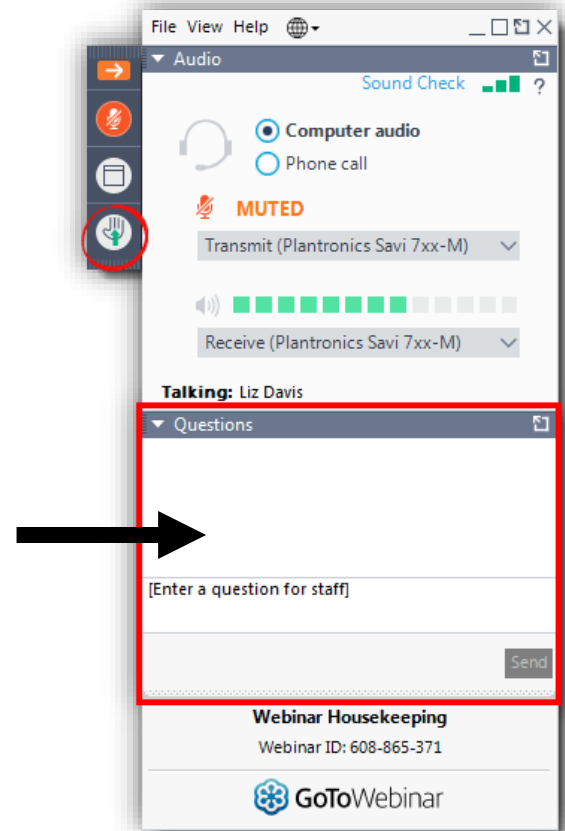 File View Help
Audio
Sound Check ?
Computer audio
Phone call
MUTED
Transmit (Plantronics Savi 7xx-M)
Receive (Plantronics Savi 7xx-M)
Talking: Liz Davis
Questions
[Enter a question for staff]
Send
Webinar Housekeeping
Webinar ID: 608-865-371
GoToWebinar